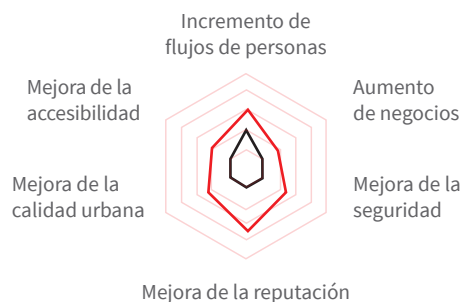 Incremento de
flujos de personas
Mejora de la
accesibilidad
Aumento
de negocios
Mejora de la
calidad urbana
Mejora de la
seguridad
Mejora de la reputación